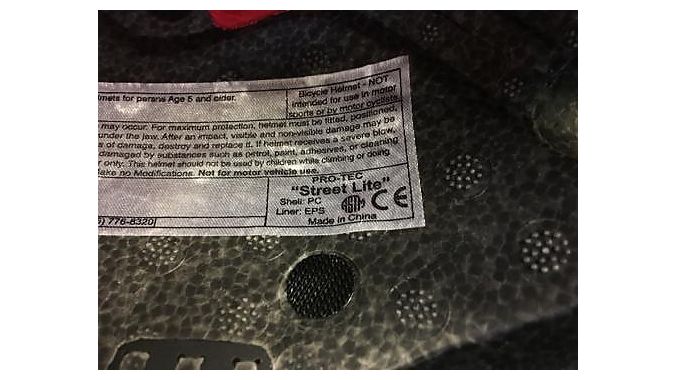 elmets for persns Age 5 and older.
Bicycle Helmet - NOT
intended for use in motor
sports or by motor cyclists.
may occur. For maximum protection, helmet must be fitted, positioned,
under the jaw. After an impact, visible and non-visible damage may be
s of damage, destroy and replace it. If helmet receives a severe blow,
damaged by substances such as petrol, paint, adhesives, or cleaning
r only. This helmet should not be used by children while climbing or doing
ake no Modifications. Not for motor vehicle use.
PRO-TEC
"Street Lite"
Shell: PC
Liner: EPS
ASTM CE
Made in China
) 776-8320